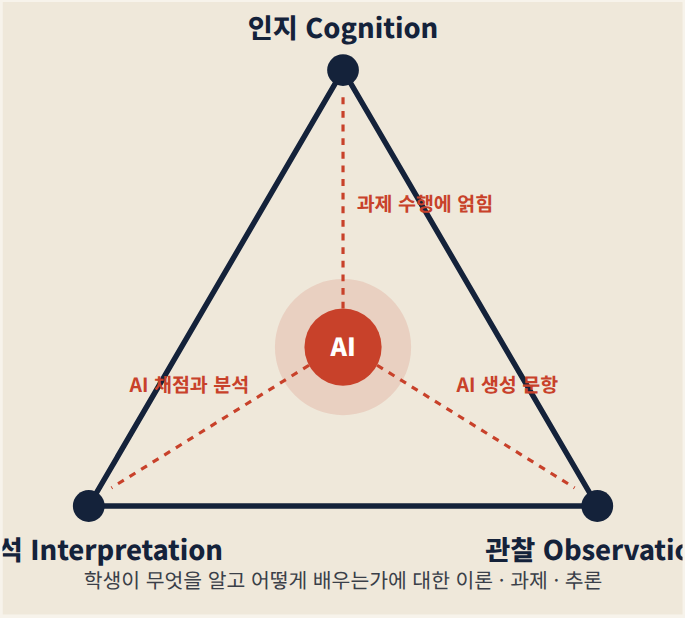 인지 Cognition
과제 수행에 얽힘
AI
AI 채점과 분석
AI 생성 문항
석 Interpretation
관찰 Observatio
학생이 무엇을 알고 어떻게 배우는가에 대한 이론 · 과제 · 추론